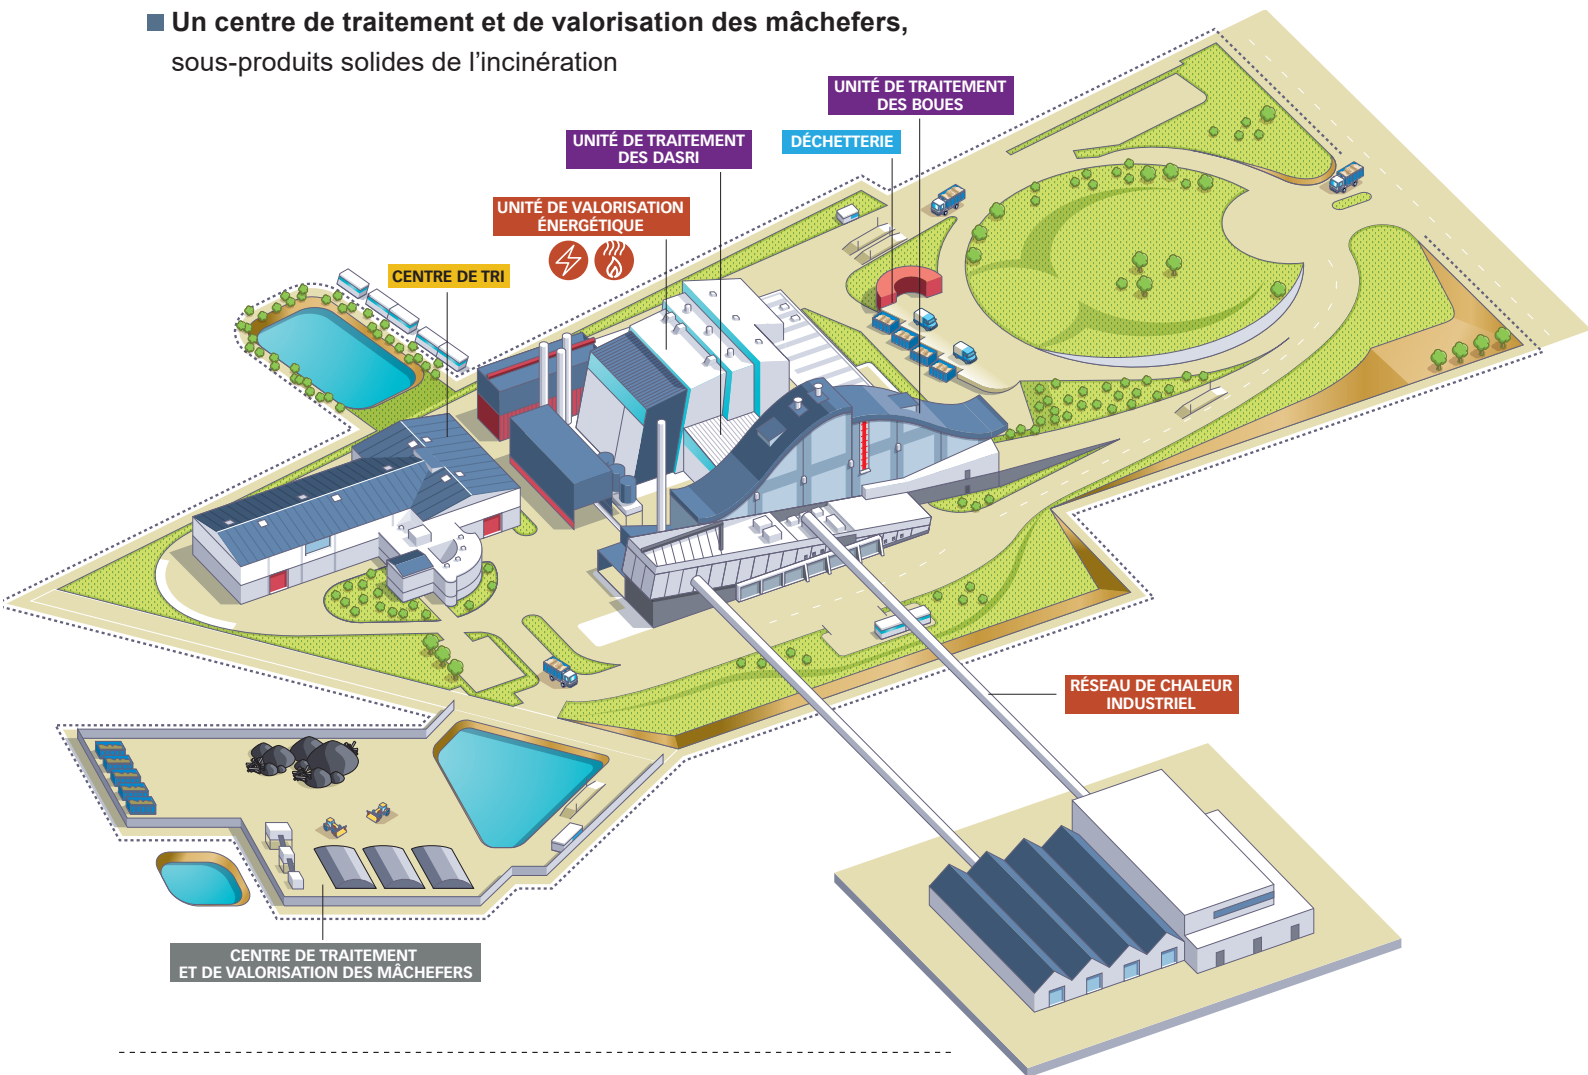 Un centre de traitement et de valorisation des mâchefers,
sous-produits solides de l'incinération
UNITÉ DE TRAITEMENT
DES BOUES
UNITÉ DE TRAITEMENT
DES DASRI
DÉCHETTERIE
UNITÉ DE VALORISATION
ÉNERGÉTIQUE
CENTRE DE TRI
RÉSEAU DE CHALEUR
INDUSTRIEL
CENTRE DE TRAITEMENT
ET DE VALORISATION DES MÂCHEFERS